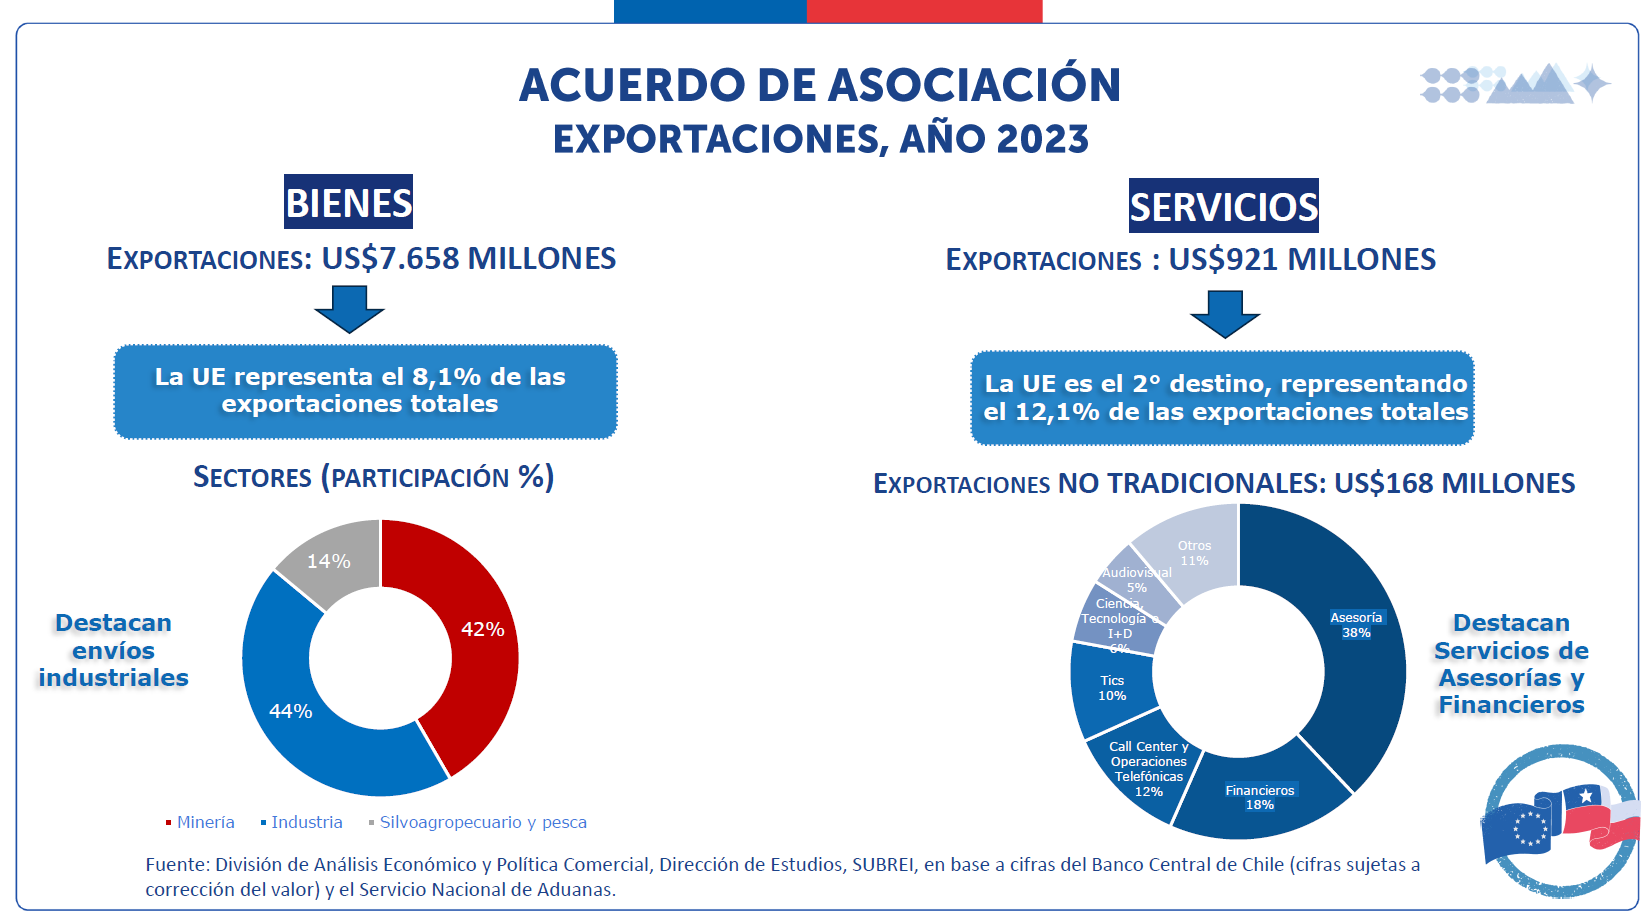 ACUERDO DE ASOCIACIÓN
EXPORTACIONES, AÑO 2023
BIENES
EXPORTACIONES: US$7.658 MILLONES
La UE representa el 8,1% de las
exportaciones totales
SECTORES (PARTICIPACIÓN %)
14%
42%
44%
Destacan
envíos
industriales
Minería
Industria
Silvoagropecuario y pesca
SERVICIOS
EXPORTACIONES : US$921 MILLONES
La UE es el 2° destino, representando
el 12,1% de las exportaciones totales
EXPORTACIONES NO TRADICIONALES: US$168 MILLONES
Otros
11%
Audiovisual
5%
Ciencia,
Tecnología e
I+D
6%
Tics
10%
Call Center y
Operaciones
Telefónicas
12%
Financieros
18%
Asesoría
38%
Destacan
Servicios de
Asesorías y
Financieros
Fuente: División de Análisis Económico y Política Comercial, Dirección de Estudios, SUBREI, en base a cifras del Banco Central de Chile (cifras sujetas a
corrección del valor) y el Servicio Nacional de Aduanas.